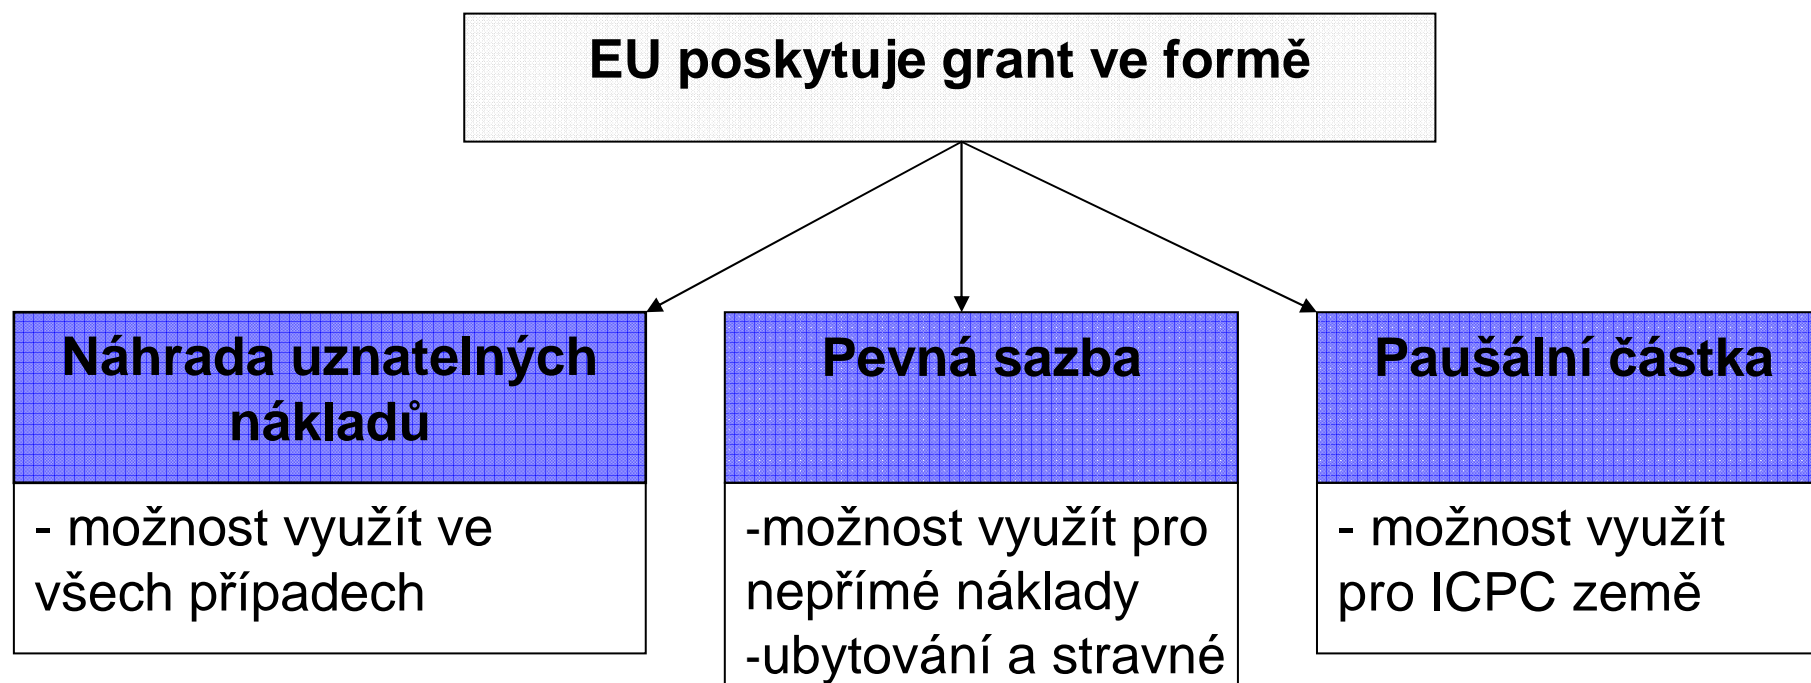 EU poskytuje grant ve formě
Náhrada uznatelných
nákladů
- možnost využít ve
všech případech
Pevná sazba
-možnost využít pro
nepřímé náklady
-ubytování a stravné
Paušální částka
- možnost využít
pro ICPC země